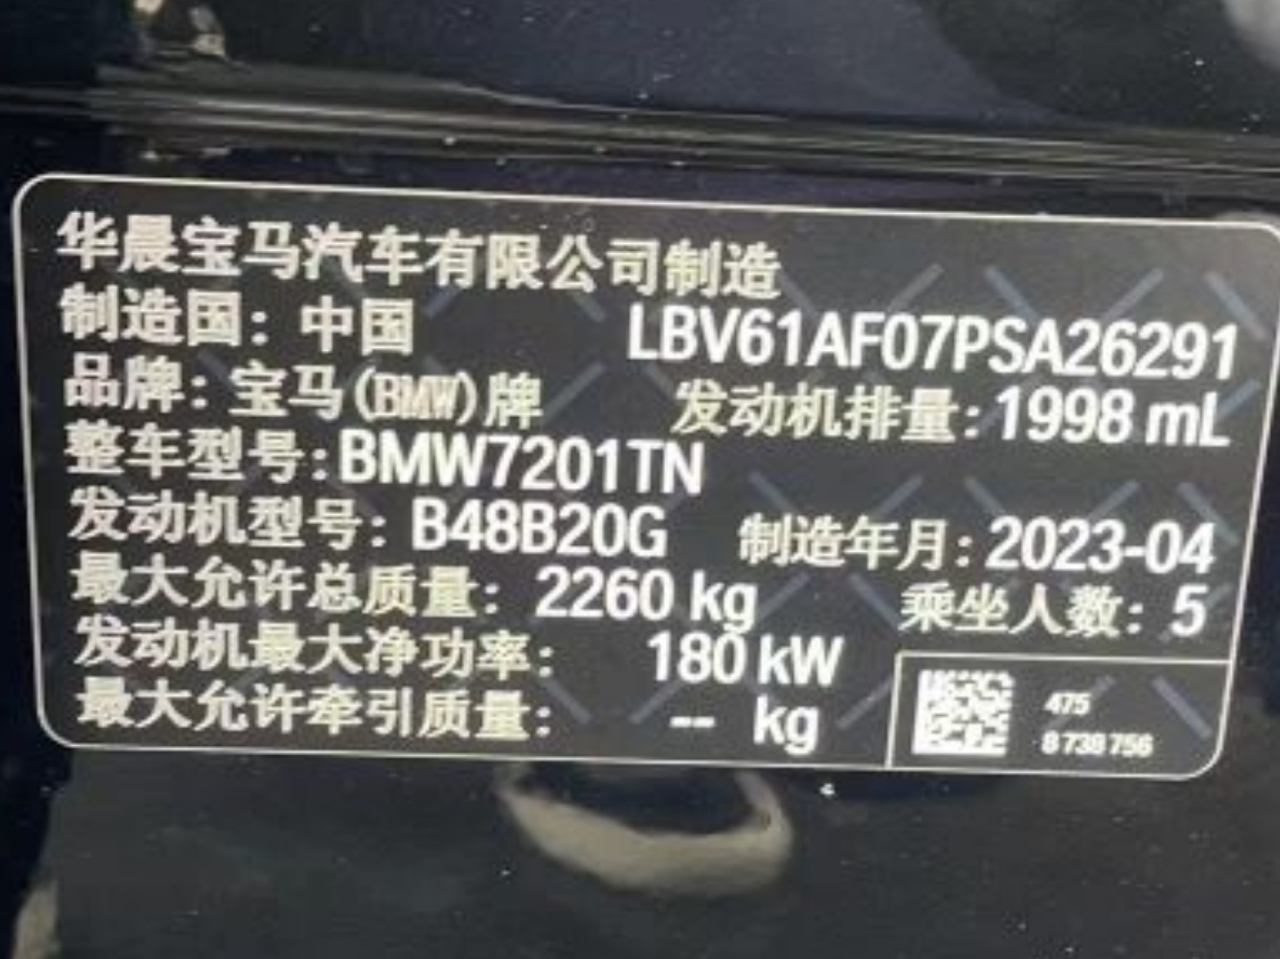 华晨宝马汽车有限公司制造
制造国：中国 LBV61AF07PSA26291
品牌：宝马(BMW)牌 发动机排量：1998 mL
整车型号：BMW7201TN
发动机型号：B48B20G 制造年月：2023-04
最大允许总质量：2260 kg 乘坐人数：5
发动机最大净功率：180 kW
最大允许牵引质量：-- kg
475
8738756